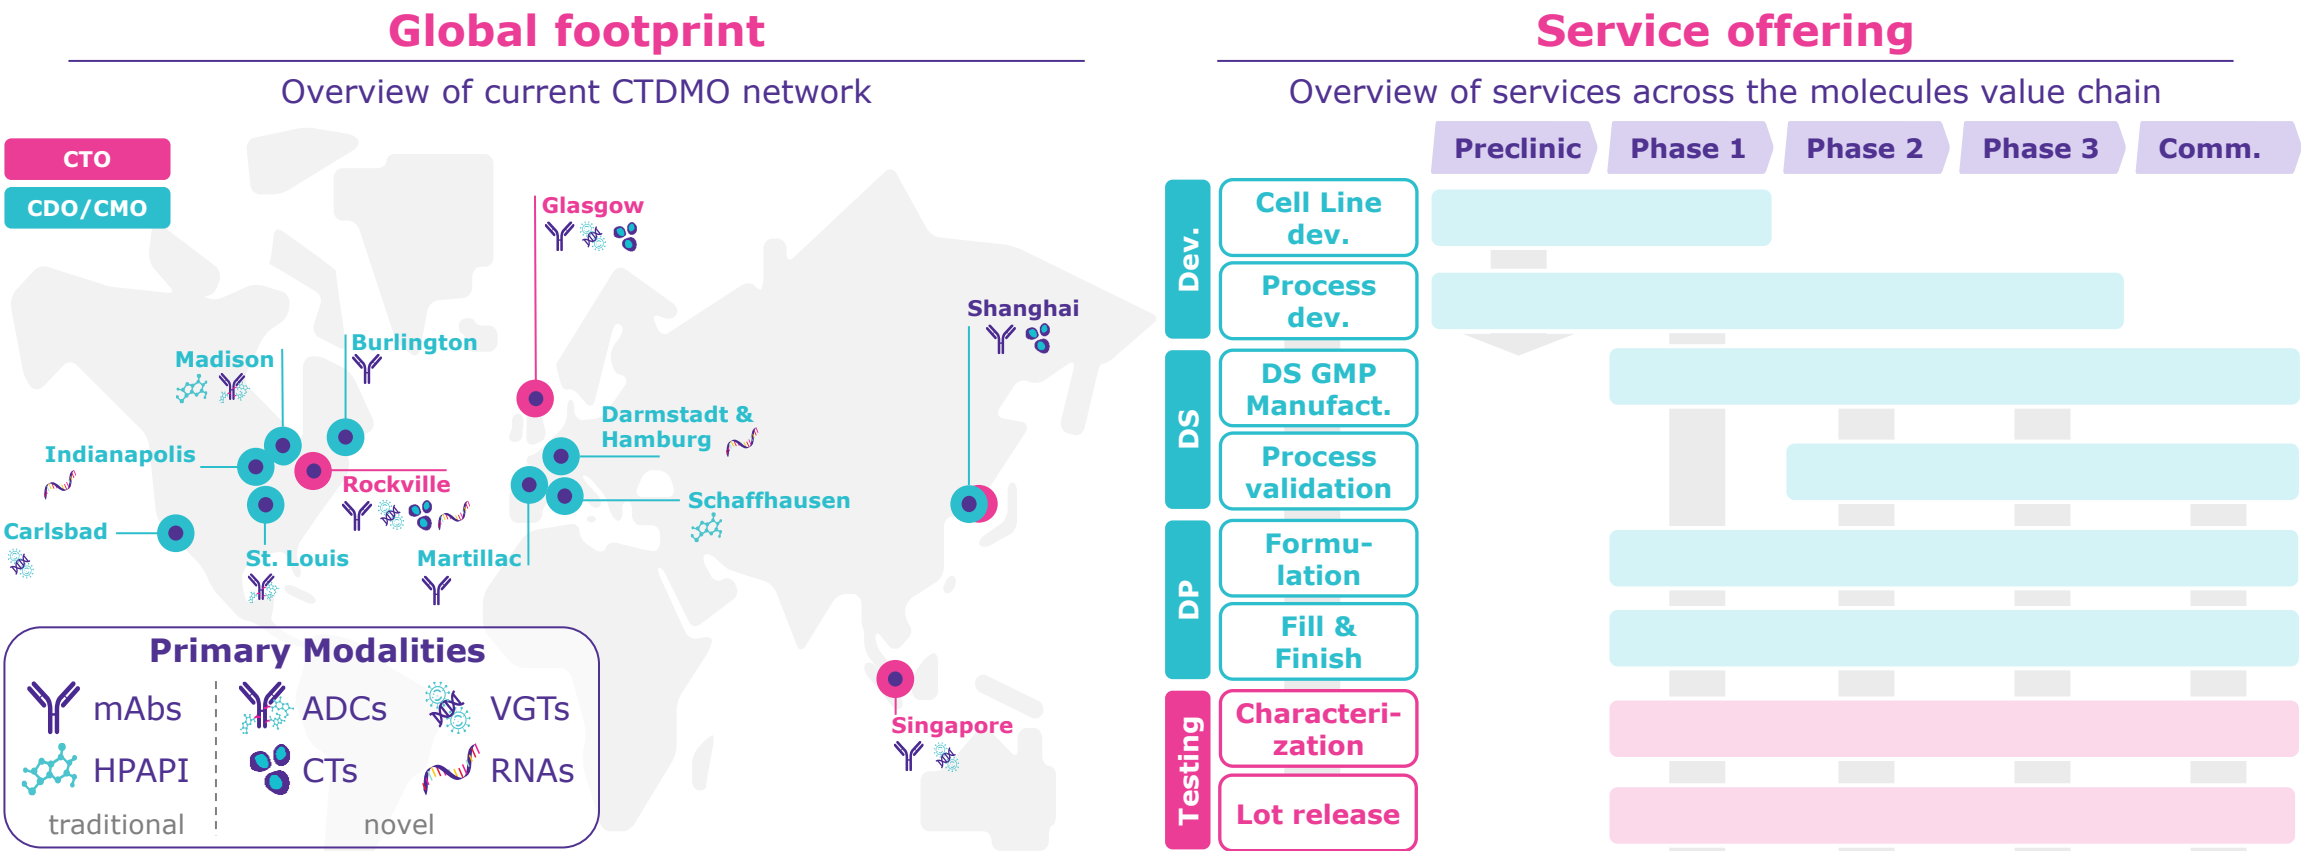 Global footprint
Overview of current CTDMO network
CTO
CDO/CMO
Glasgow
Shanghai
Burlington
Madison
Darmstadt &
Hamburg
Indianapolis
Rockville
Schaffhausen
Carlsbad
St. Louis
Martillac
Singapore
Primary Modalities
mAbs
ADCs
VGTs
HPAPI
CTs
RNAs
traditional
novel
Service offering
Overview of services across the molecules value chain
Preclinic
Phase 1
Phase 2
Phase 3
Comm.
Dev.
Cell Line
dev.
Process
dev.
DS
DS GMP
Manufact.
Process
validation
DP
Formu-
lation
Fill &
Finish
Testing
Characteri-
zation
Lot release